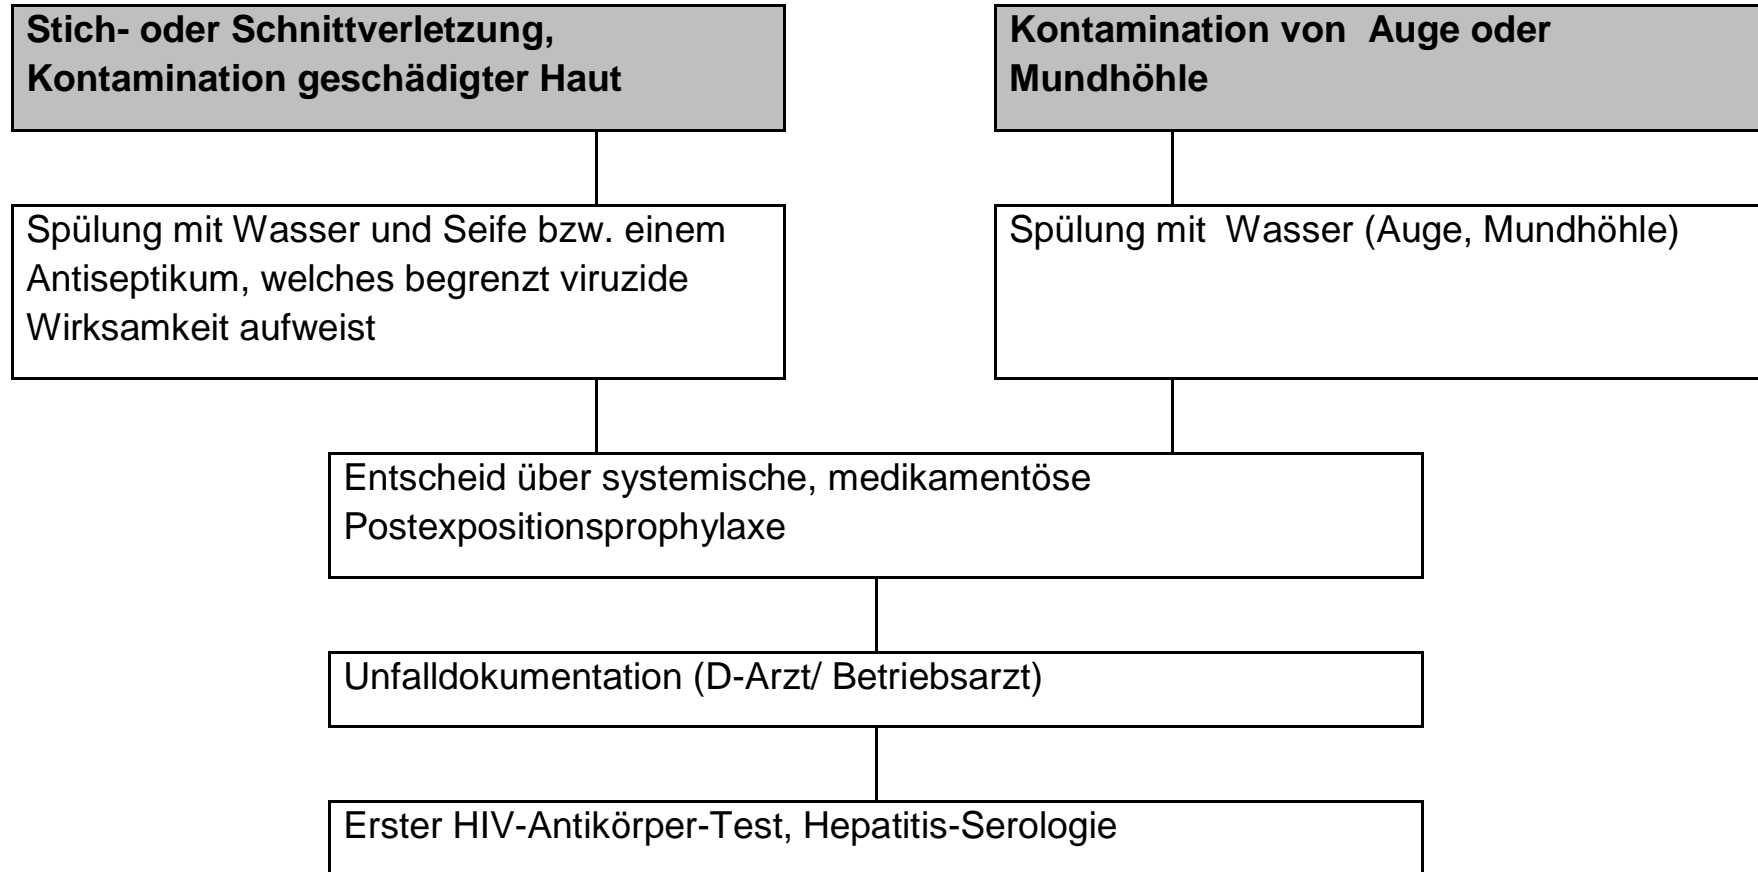 Stich- oder Schnittverletzung,
Kontamination geschädigter Haut
Kontamination von  Auge oder
Mundhöhle
Spülung mit Wasser und Seife bzw. einem
Antiseptikum, welches begrenzt viruzide
Wirksamkeit aufweist
Spülung mit  Wasser (Auge, Mundhöhle)
Entscheid über systemische, medikamentöse
Postexpositionsprophylaxe
Unfalldokumentation (D-Arzt/ Betriebsarzt)
Erster HIV-Antikörper-Test, Hepatitis-Serologie